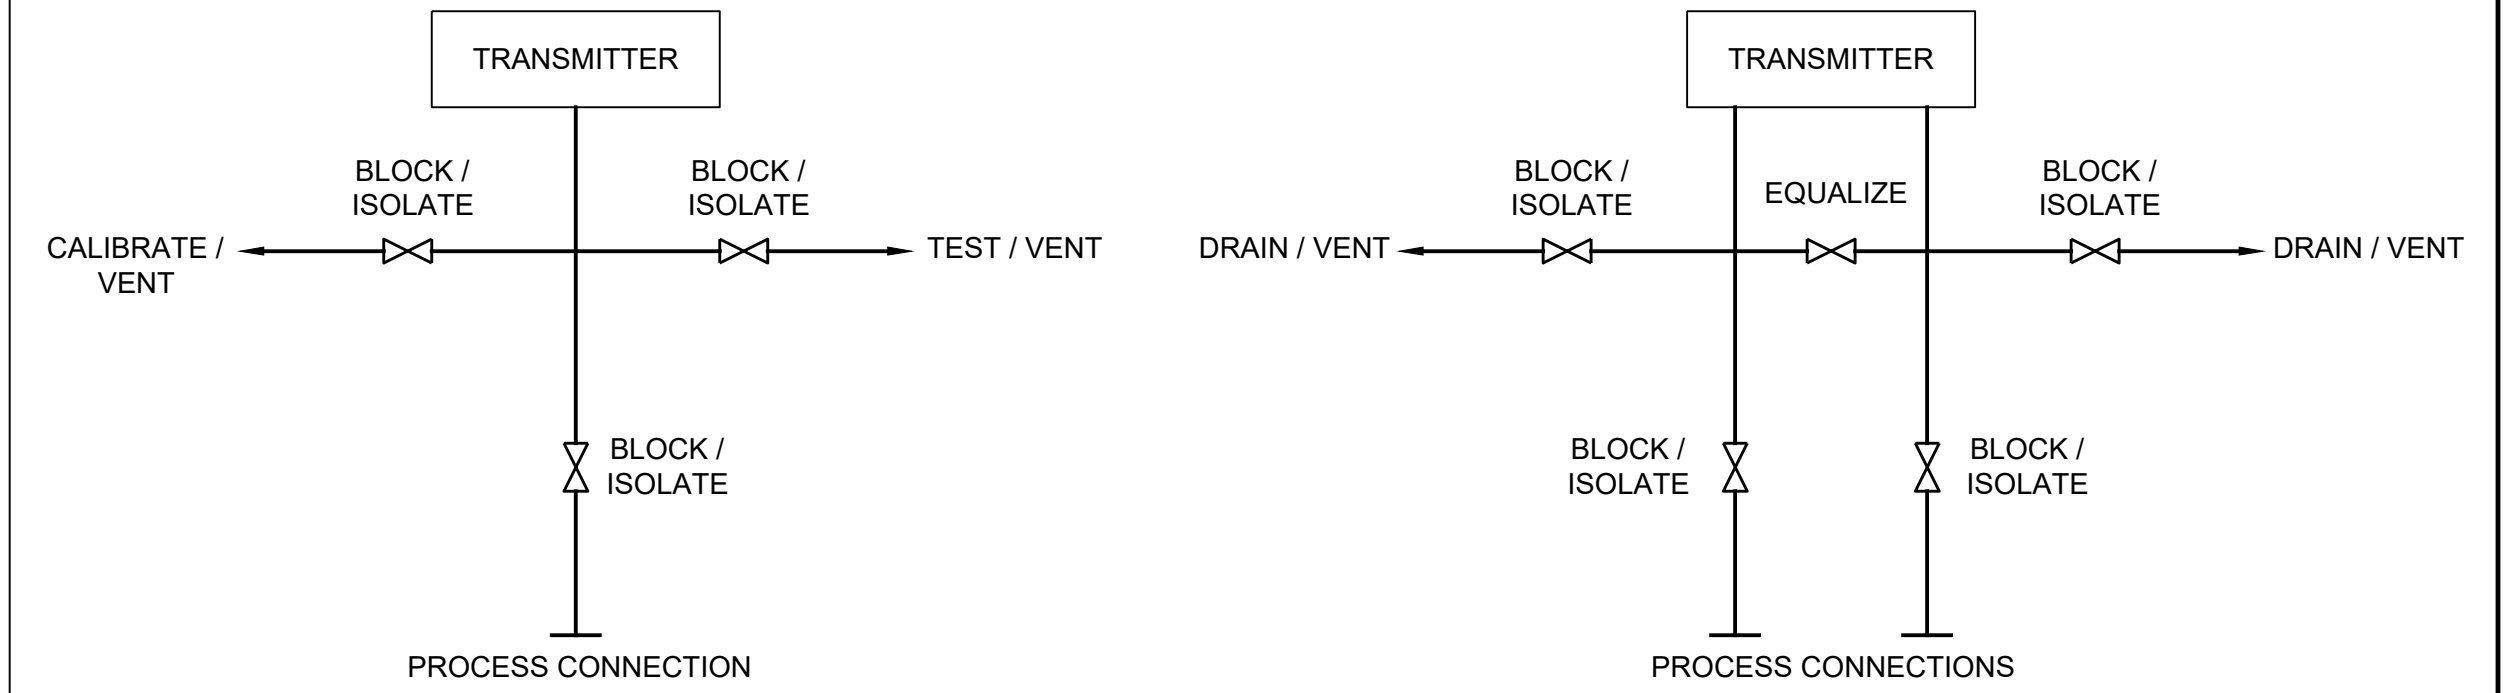 TRANSMITTER
BLOCK /
ISOLATE
BLOCK /
ISOLATE
CALIBRATE /
VENT
TEST / VENT
BLOCK /
ISOLATE
PROCESS CONNECTION
TRANSMITTER
BLOCK /
ISOLATE
EQUALIZE
BLOCK /
ISOLATE
DRAIN / VENT
DRAIN / VENT
BLOCK /
ISOLATE
BLOCK /
ISOLATE
PROCESS CONNECTIONS